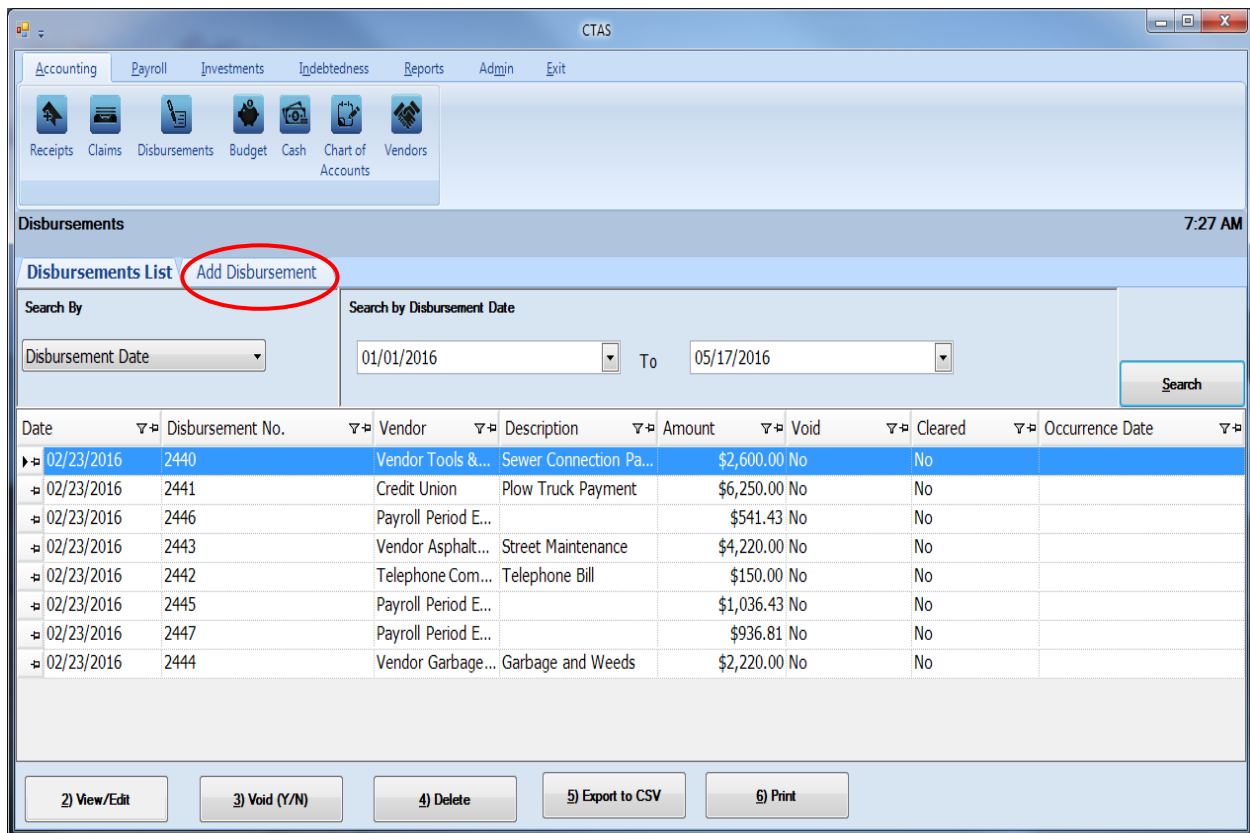 CTAS
Accounting Payroll Investments Indebtedness Reports Admin Exit
Receipts Claims Disbursements Budget Cash Chart of Accounts Vendors
Disbursements 7:27 AM
Disbursements List Add Disbursement
Search By Search by Disbursement Date
Disbursement Date 01/01/2016 To 05/17/2016
Search
Date Disbursement No. Vendor Description Amount Void Cleared Occurrence Date
02/23/2016 2440 Vendor Tools &... Sewer Connection Pa... $2,600.00 No No
02/23/2016 2441 Credit Union Plow Truck Payment $6,250.00 No No
02/23/2016 2446 Payroll Period E... $541.43 No No
02/23/2016 2443 Vendor Asphalt... Street Maintenance $4,220.00 No No
02/23/2016 2442 Telephone Com... Telephone Bill $150.00 No No
02/23/2016 2445 Payroll Period E... $1,036.43 No No
02/23/2016 2447 Payroll Period E... $936.81 No No
02/23/2016 2444 Vendor Garbage... Garbage and Weeds $2,220.00 No No
2) View/Edit 3) Void (Y/N) 4) Delete 5) Export to CSV 6) Print